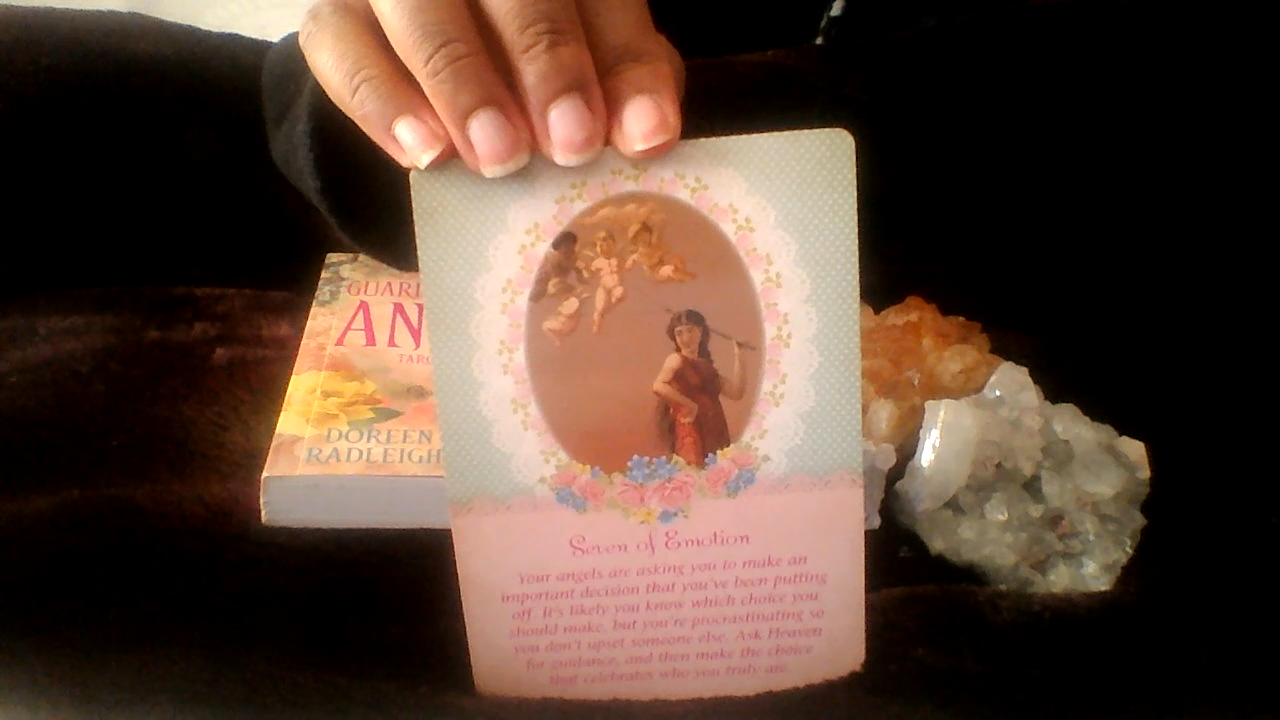 GUARDI
AN
TARO
DOREEN
RADLEIGH
Seven of Emotion
Your angels are asking you to make an
important decision that you've been putting
off. It's likely you know which choice you
should make, but you're procrastinating so
you don't upset someone else. Ask Heaven
for guidance, and then make the choice
that celebrates who you truly are.